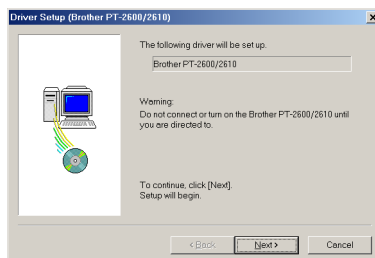 Driver Setup (Brother PT-2600/2610)
The following driver will be set up.
Brother PT-2600/2610
Warning:
Do not connect or turn on the Brother PT-2600/2610 until
you are directed to.
To continue, click [Next].
Setup will begin.
< Back
Next >
Cancel